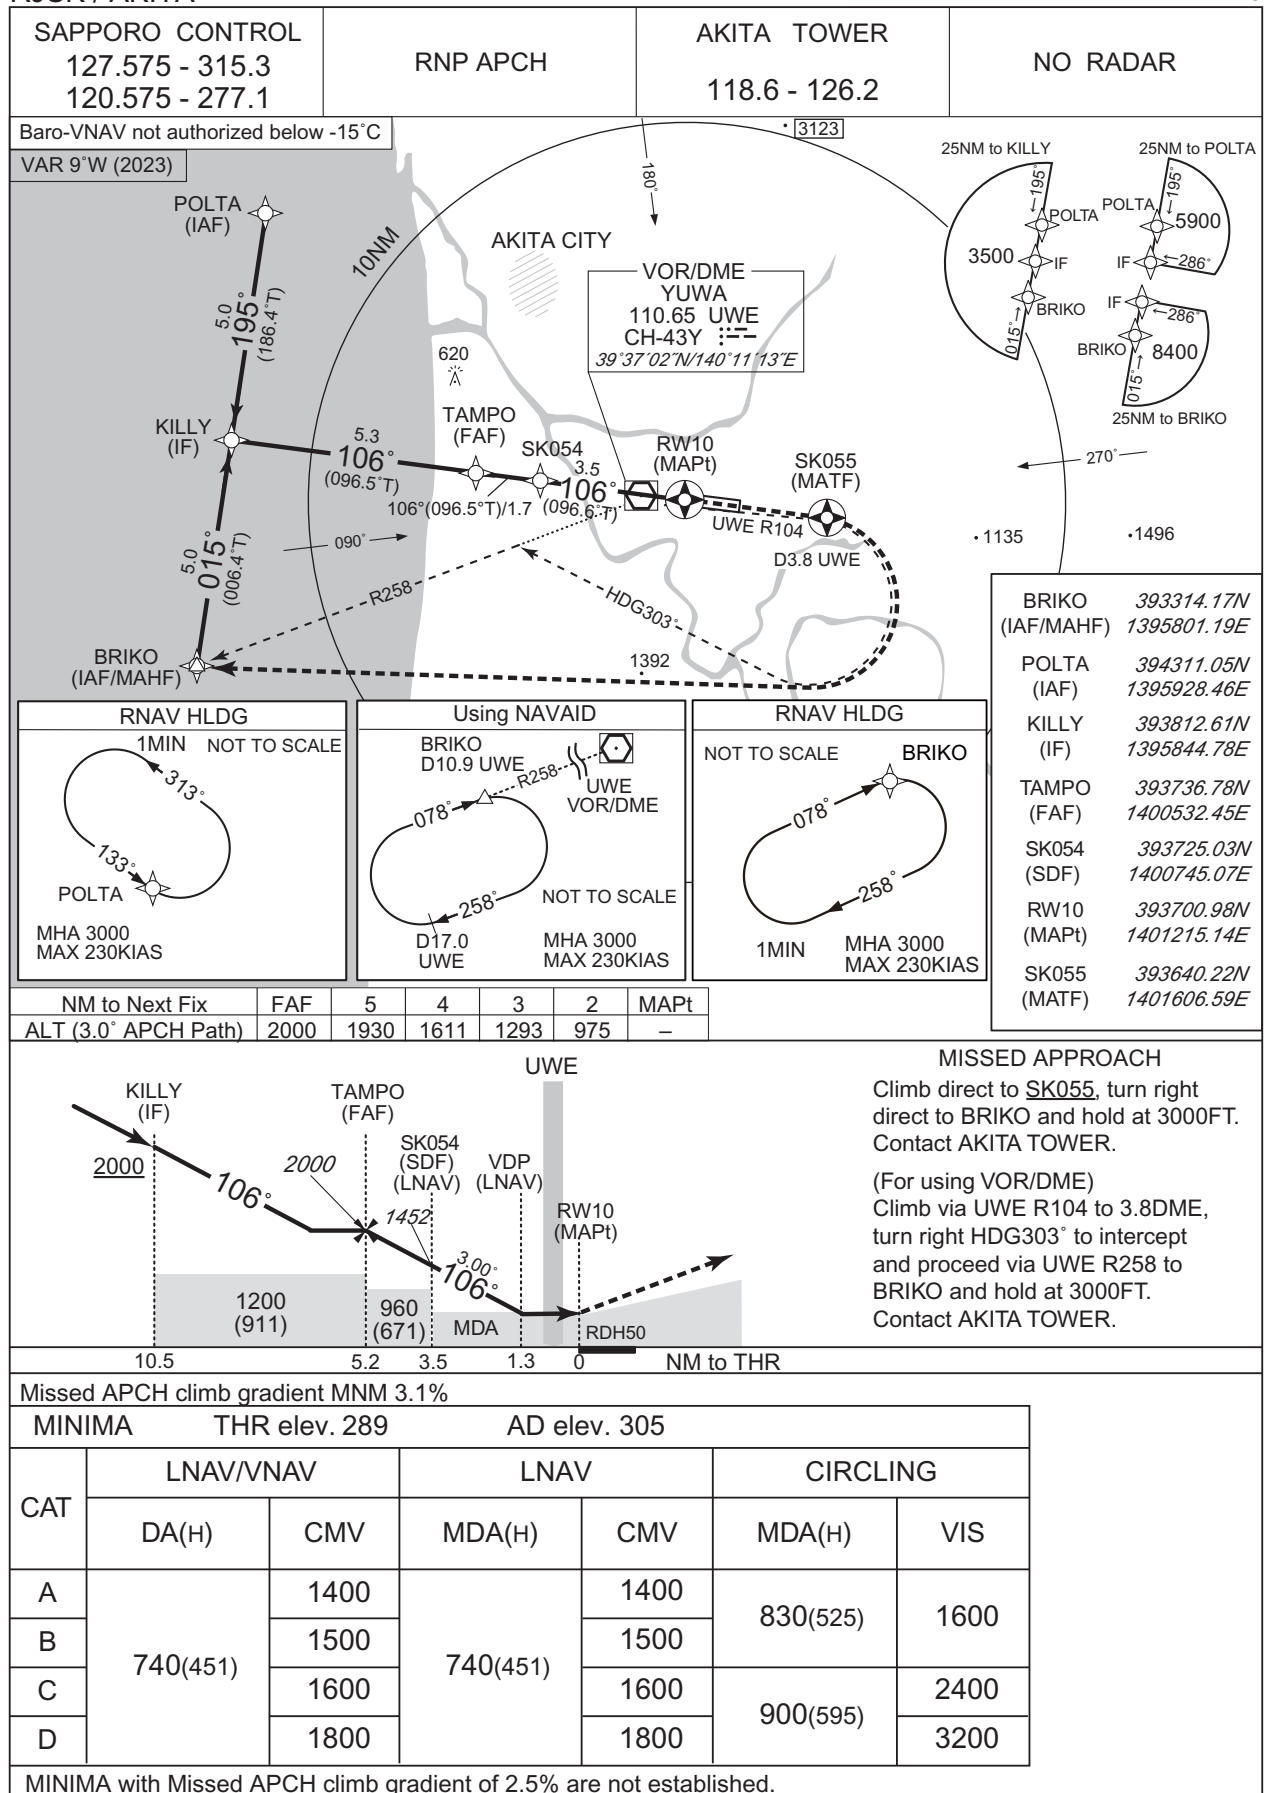 SAPPORO CONTROL
127.575 - 315.3
120.575 - 277.1
RNP APCH
AKITA TOWER
118.6 - 126.2
NO RADAR
Baro-VNAV not authorized below -15˚C
VAR 9˚W (2023)
3123
180˚
10NM
AKITA CITY
VOR/DME
YUWA
110.65 UWE
CH-43Y
39˚37´02˝N/140˚11´13˝E
25NM to KILLY
195˚
POLTA
3500
IF
BRIKO
015˚
25NM to POLTA
195˚
POLTA
5900
IF
286˚
IF
286˚
BRIKO
8400
015˚
25NM to BRIKO
POLTA
(IAF)
5.0
195˚
(186.4˚T)
620
KILLY
(IF)
5.3
106˚
(096.5˚T)
TAMPO
(FAF)
SK054
3.5
106˚
(096.6˚T)
106˚(096.5˚T)/1.7
RW10
(MAPt)
SK055
(MATF)
UWE R104
D3.8 UWE
270˚
1135
1496
5.0
015˚
(006.4˚T)
090˚
R258
HDG303˚
1392
BRIKO
(IAF/MAHF)
BRIKO 393314.17N
(IAF/MAHF) 1395801.19E
POLTA 394311.05N
(IAF) 1395928.46E
KILLY 393812.61N
(IF) 1395844.78E
TAMPO 393736.78N
(FAF) 1400532.45E
SK054 393725.03N
(SDF) 1400745.07E
RW10 393700.98N
(MAPt) 1401215.14E
SK055 393640.22N
(MATF) 1401606.59E
RNAV HLDG
1MIN NOT TO SCALE
313˚
133˚
POLTA
MHA 3000
MAX 230KIAS
Using NAVAID
BRIKO
D10.9 UWE
R258
UWE
VOR/DME
078˚
258˚
NOT TO SCALE
D17.0
UWE
MHA 3000
MAX 230KIAS
RNAV HLDG
NOT TO SCALE
BRIKO
078˚
258˚
1MIN
MHA 3000
MAX 230KIAS
NM to Next Fix FAF 5 4 3 2 MAPt
ALT (3.0˚ APCH Path) 2000 1930 1611 1293 975 –
UWE
KILLY
(IF)
TAMPO
(FAF)
SK054
(SDF)
(LNAV)
VDP
(LNAV)
RW10
(MAPt)
2000
106˚
2000
1452
3.00˚
106˚
1200
(911)
960
(671)
MDA
RDH50
10.5 5.2 3.5 1.3 0 NM to THR
MISSED APPROACH
Climb direct to SK055, turn right
direct to BRIKO and hold at 3000FT.
Contact AKITA TOWER.
(For using VOR/DME)
Climb via UWE R104 to 3.8DME,
turn right HDG303˚ to intercept
and proceed via UWE R258 to
BRIKO and hold at 3000FT.
Contact AKITA TOWER.
Missed APCH climb gradient MNM 3.1%
MINIMA THR elev. 289 AD elev. 305
CAT LNAV/VNAV LNAV CIRCLING
DA(H) CMV MDA(H) CMV MDA(H) VIS
A 1400 1400
830(525) 1600
B 1500 1500
740(451) 740(451)
C 1600 1600 2400
900(595)
D 1800 1800 3200
MINIMA with Missed APCH climb gradient of 2.5% are not established.